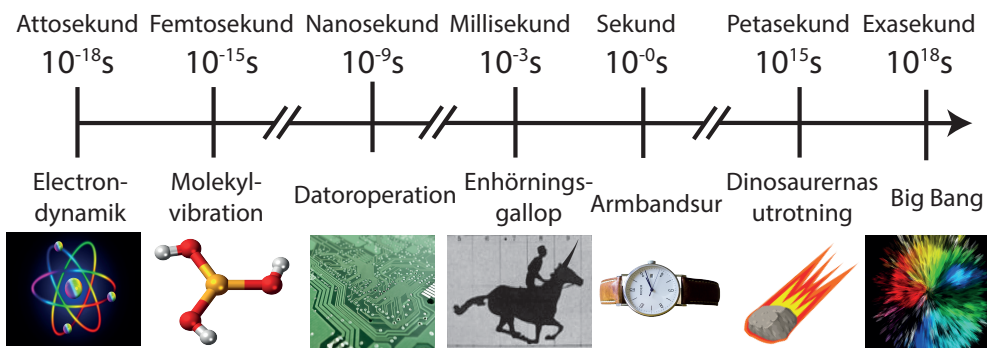 Attosekund Femtosekund Nanosekund Millisekund Sekund Petasekund Exasekund
10⁻¹⁸s 10⁻¹⁵s 10⁻⁹s 10⁻³s 10⁻⁰s 10¹⁵s 10¹⁸s
Electron-
dynamik
Molekyl-
vibration
Datoroperation
Enhörnings-
gallop
Armbandsur
Dinosaurernas
utrotning
Big Bang